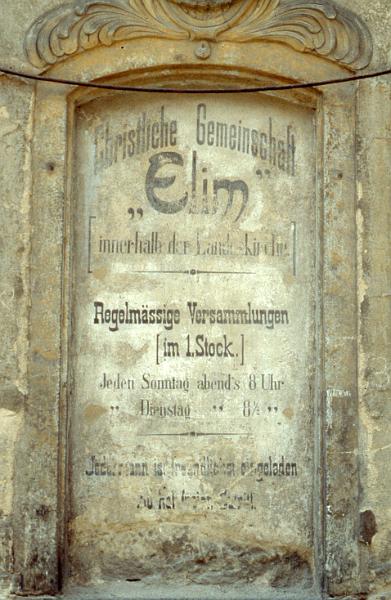 Christliche Gemeinschaft
„Elim”
[innerhalb der Landeskirche]
Regelmässige Versammlungen
[im 1. Stock.]
Jeden Sonntag abend's 8 Uhr
„ Dienstag „ 8½ „
Jedermann ist freundlichst eingeladen